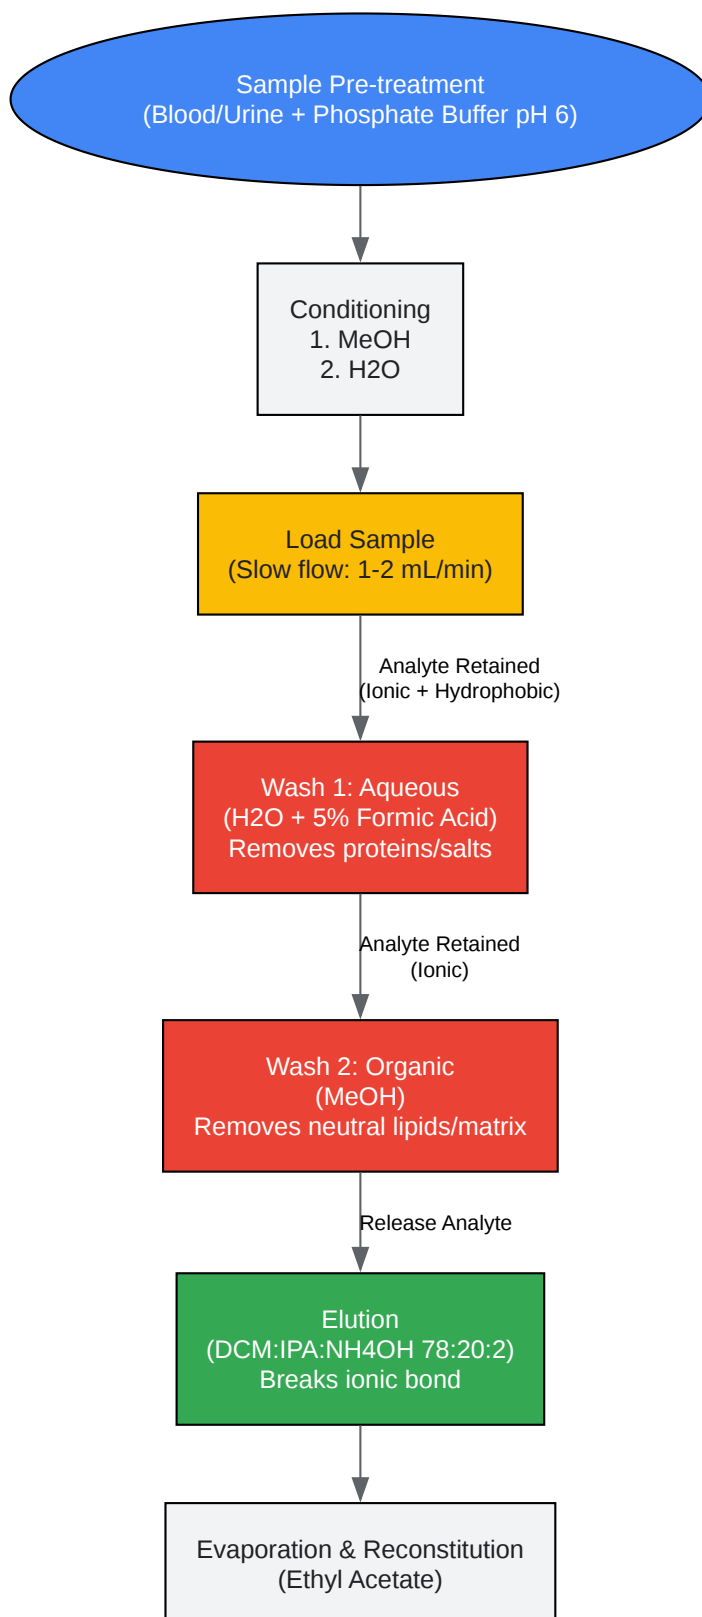 Sample Pre-treatment
(Blood/Urine + Phosphate Buffer pH 6)
Conditioning
1. MeOH
2. H2O
Load Sample
(Slow flow: 1-2 mL/min)
Analyte Retained
(Ionic + Hydrophobic)
Wash 1: Aqueous
(H2O + 5% Formic Acid)
Removes proteins/salts
Analyte Retained
(Ionic)
Wash 2: Organic
(MeOH)
Removes neutral lipids/matrix
Release Analyte
Elution
(DCM:IPA:NH4OH 78:20:2)
Breaks ionic bond
Evaporation & Reconstitution
(Ethyl Acetate)